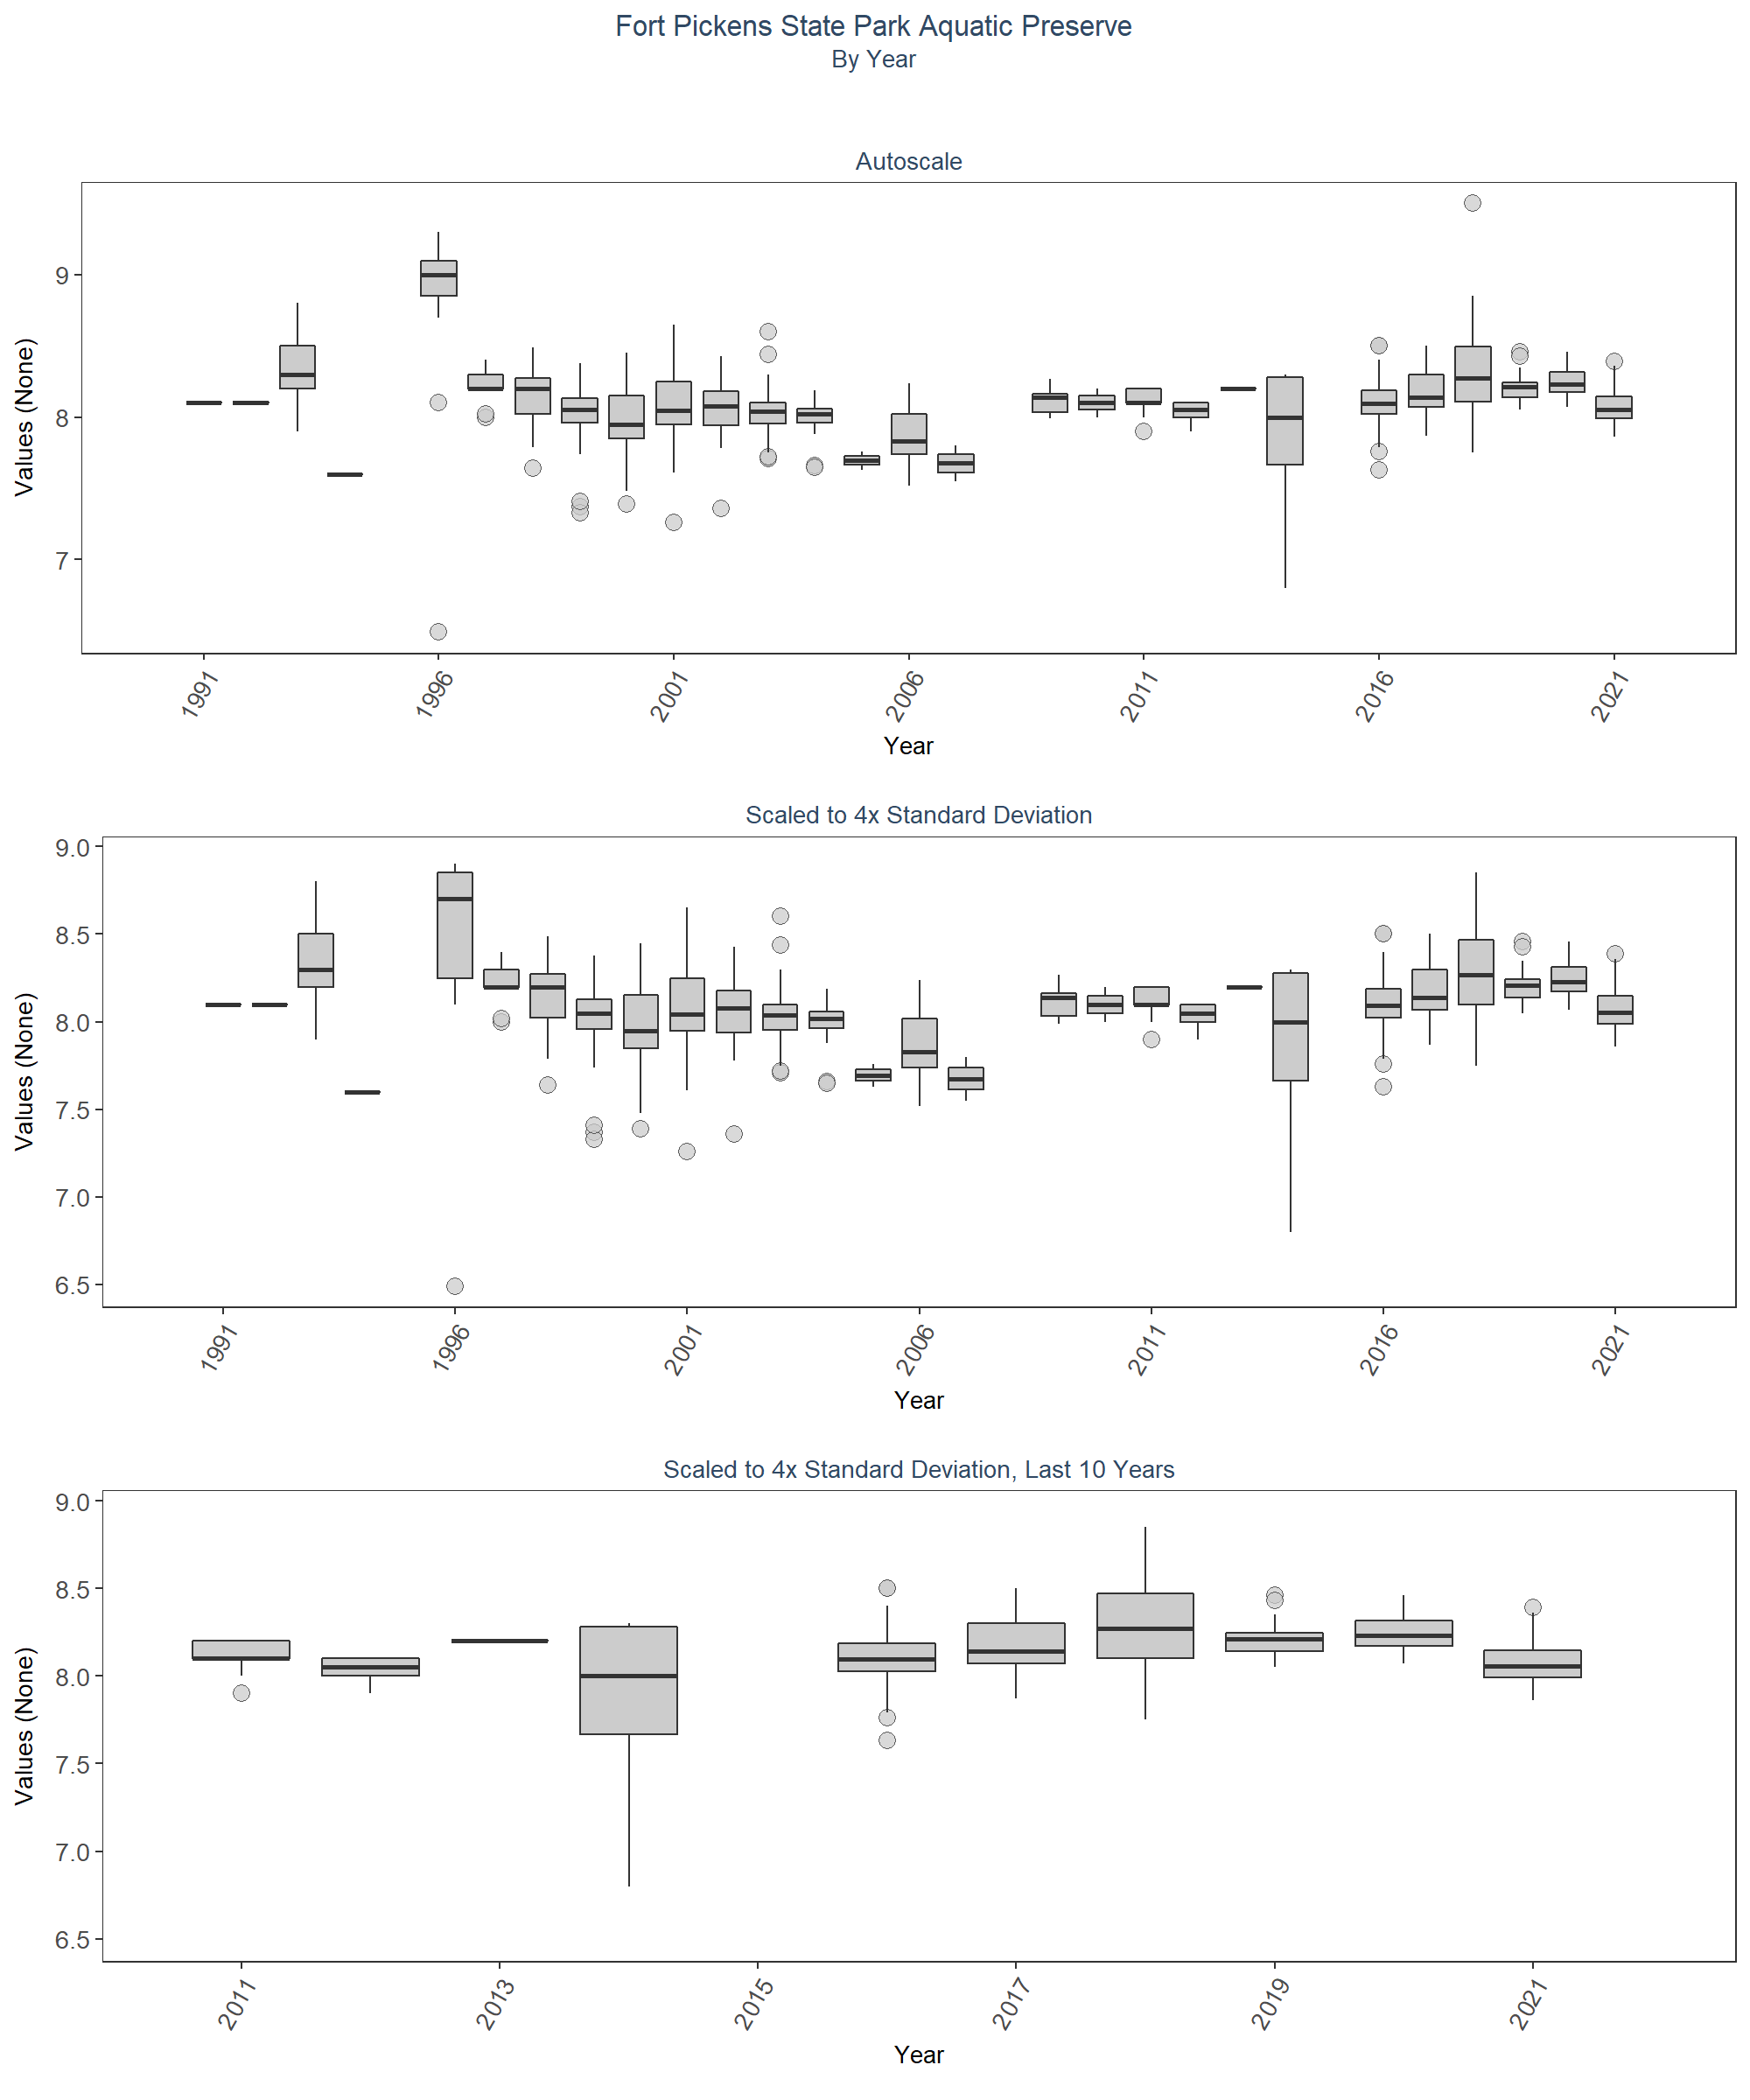 Fort Pickens State Park Aquatic Preserve
By Year
Autoscale
Values (None)
9
8
7
1991 1996 2001 2006 2011 2016 2021
Year
Scaled to 4x Standard Deviation
Values (None)
9.0
8.5
8.0
7.5
7.0
6.5
1991 1996 2001 2006 2011 2016 2021
Year
Scaled to 4x Standard Deviation, Last 10 Years
Values (None)
9.0
8.5
8.0
7.5
7.0
6.5
2011 2013 2015 2017 2019 2021
Year